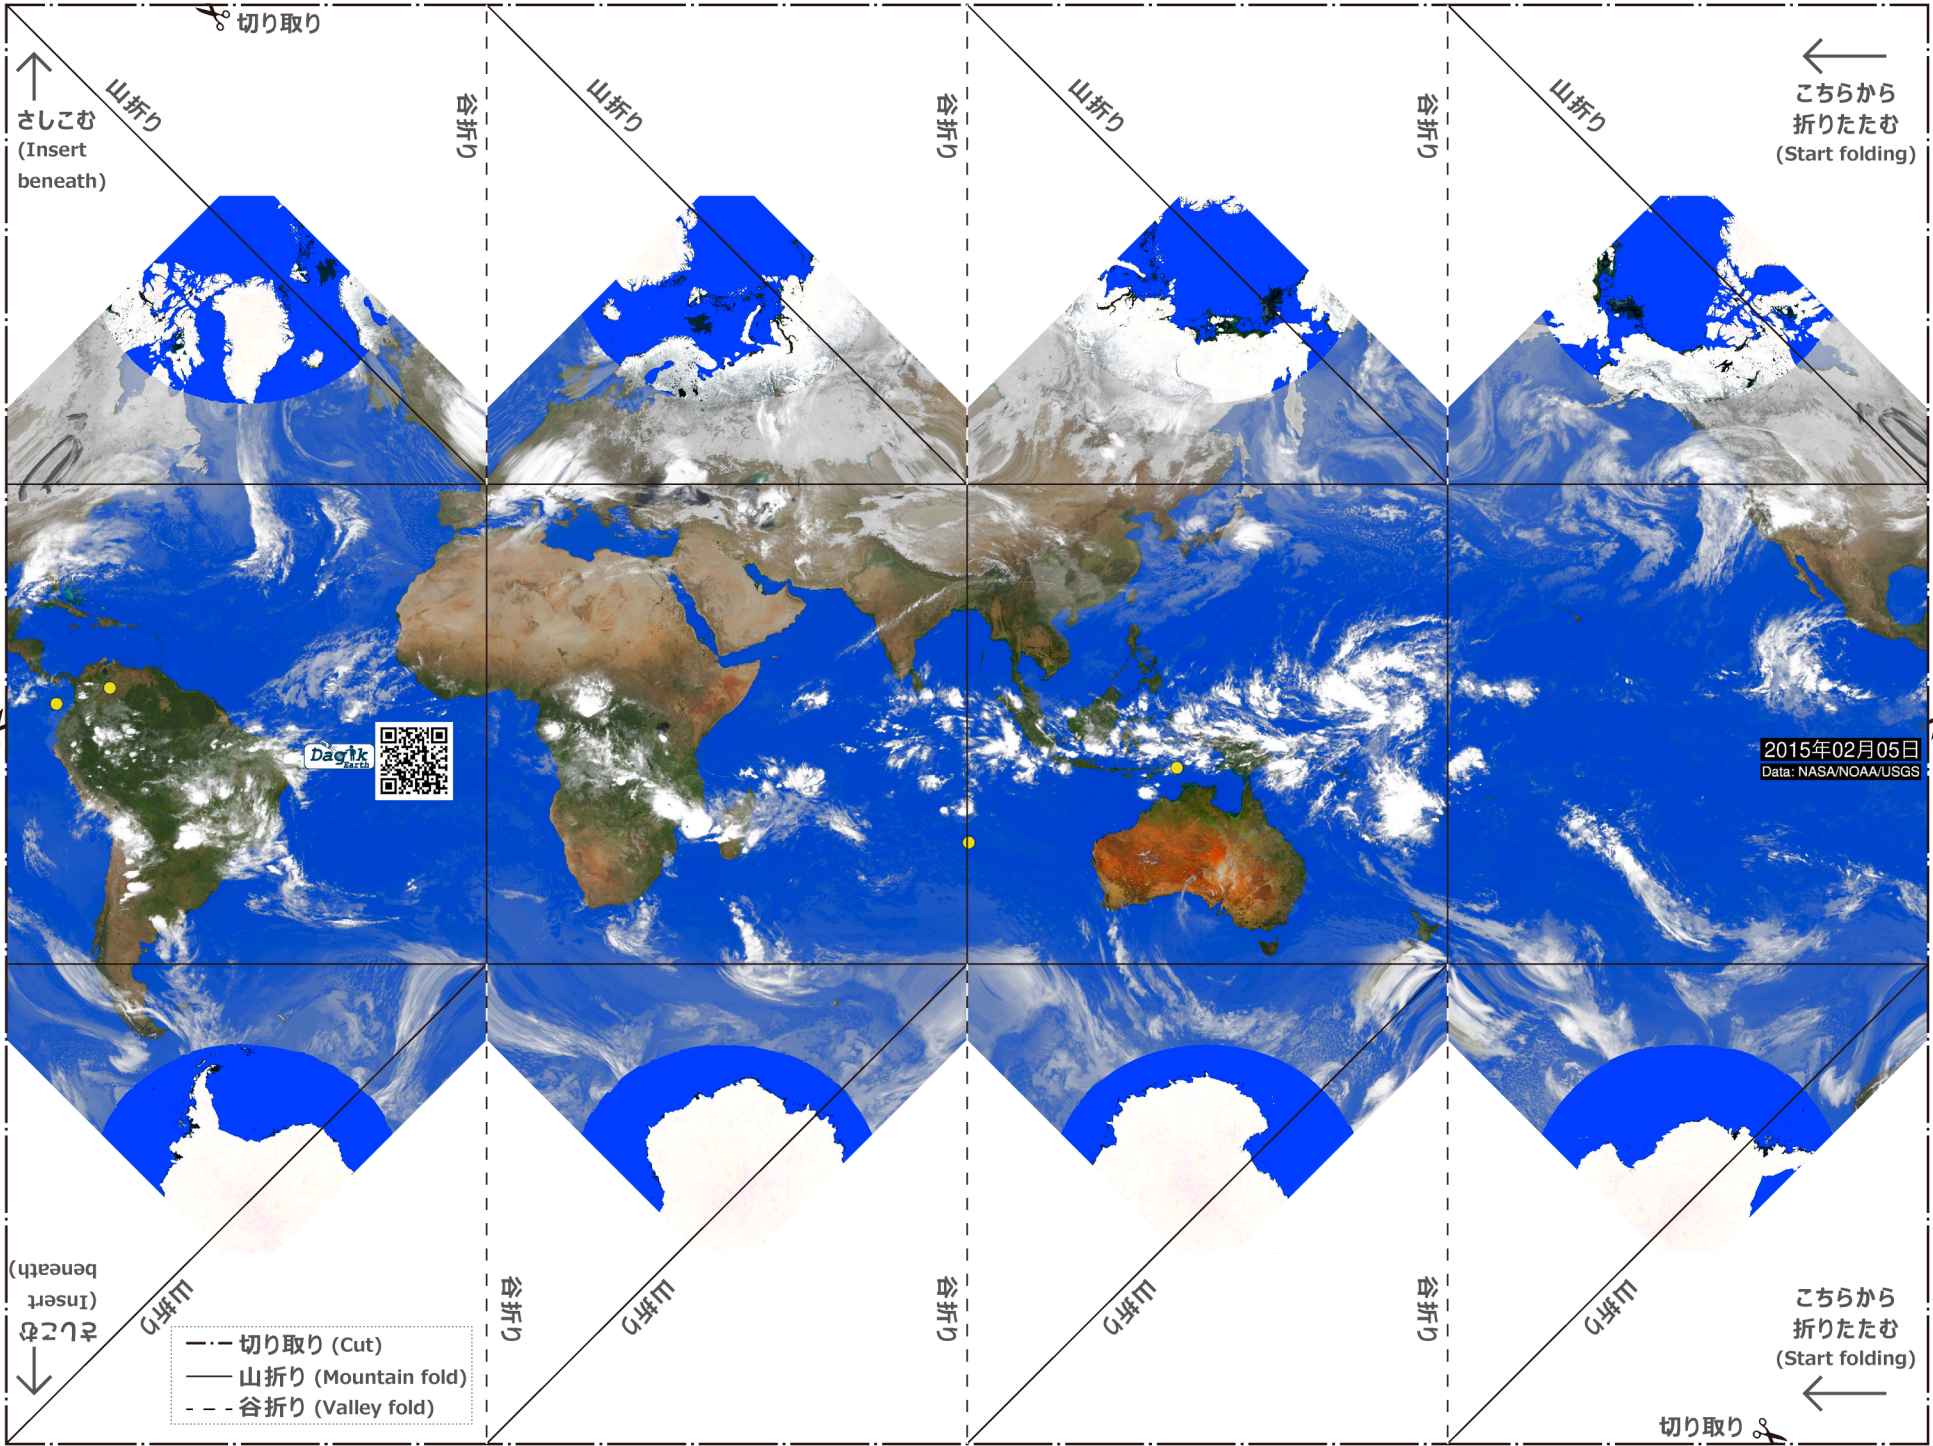 切り取り
山折り
谷折り
山折り
谷折り
山折り
谷折り
山折り
さしこむ
(Insert
beneath)
こちらから
折りたたむ
(Start folding)
Dagik
Earth
2015年02月05日
Data: NASA/NOAA/USGS
さしこむ
(Insert
beneath)
山折り
谷折り
山折り
谷折り
山折り
谷折り
山折り
こちらから
折りたたむ
(Start folding)
切り取り (Cut)
山折り (Mountain fold)
谷折り (Valley fold)
切り取り